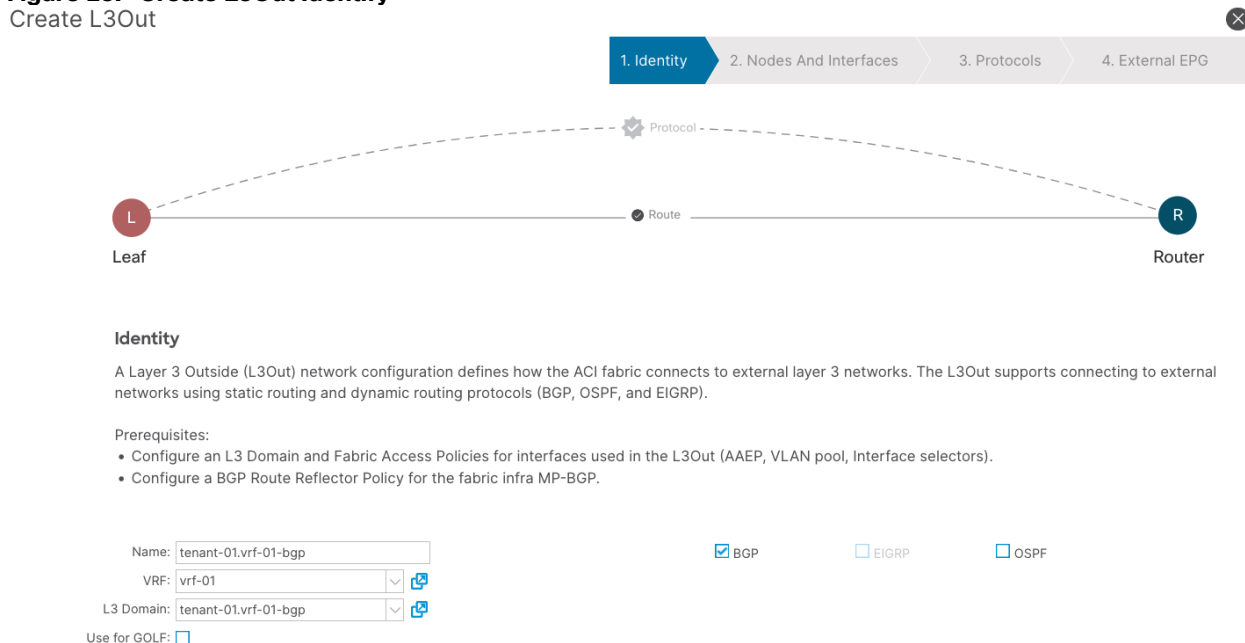 Create L3Out
1. Identity
2. Nodes And Interfaces
3. Protocols
4. External EPG
Protocol
L
Route
R
Leaf
Router
Identity
A Layer 3 Outside (L3Out) network configuration defines how the ACI fabric connects to external layer 3 networks. The L3Out supports connecting to external
networks using static routing and dynamic routing protocols (BGP, OSPF, and EIGRP).
Prerequisites:
• Configure an L3 Domain and Fabric Access Policies for interfaces used in the L3Out (AAEP, VLAN pool, Interface selectors).
• Configure a BGP Route Reflector Policy for the fabric infra MP-BGP.
Name: tenant-01.vrf-01-bgp
BGP
EIGRP
OSPF
VRF: vrf-01
L3 Domain: tenant-01.vrf-01-bgp
Use for GOLF: